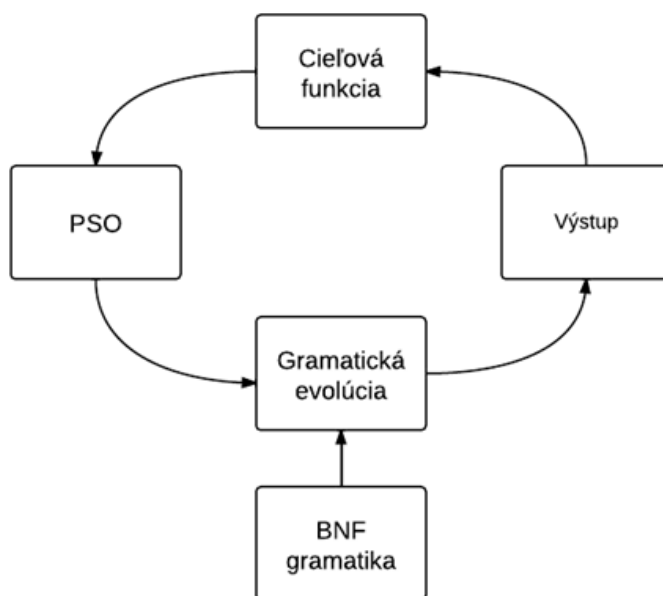 Cieľová
funkcia
PSO
Výstup
Gramatická
evolúcia
BNF
gramatika